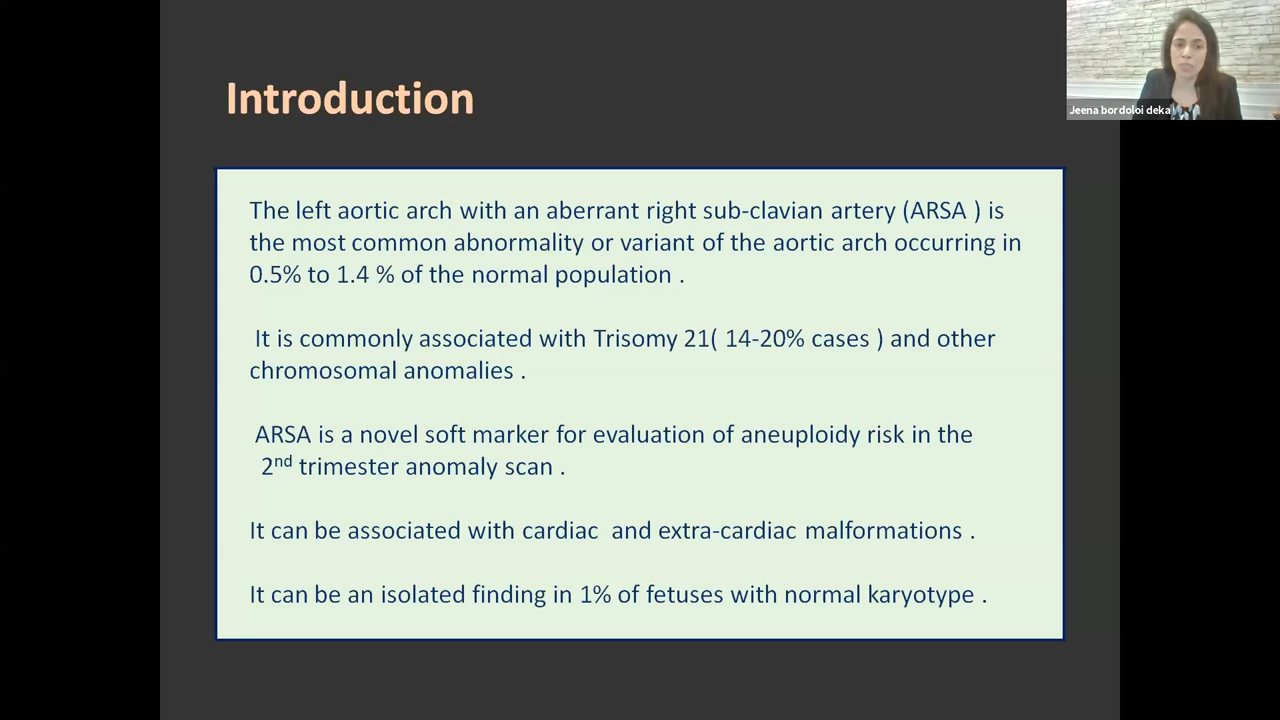 Introduction
Jeena bordoloi deka
The left aortic arch with an aberrant right sub-clavian artery (ARSA ) is
the most common abnormality or variant of the aortic arch occurring in
0.5% to 1.4 % of the normal population .
It is commonly associated with Trisomy 21( 14-20% cases ) and other
chromosomal anomalies .
ARSA is a novel soft marker for evaluation of aneuploidy risk in the
2nd trimester anomaly scan .
It can be associated with cardiac  and extra-cardiac malformations .
It can be an isolated finding in 1% of fetuses with normal karyotype .